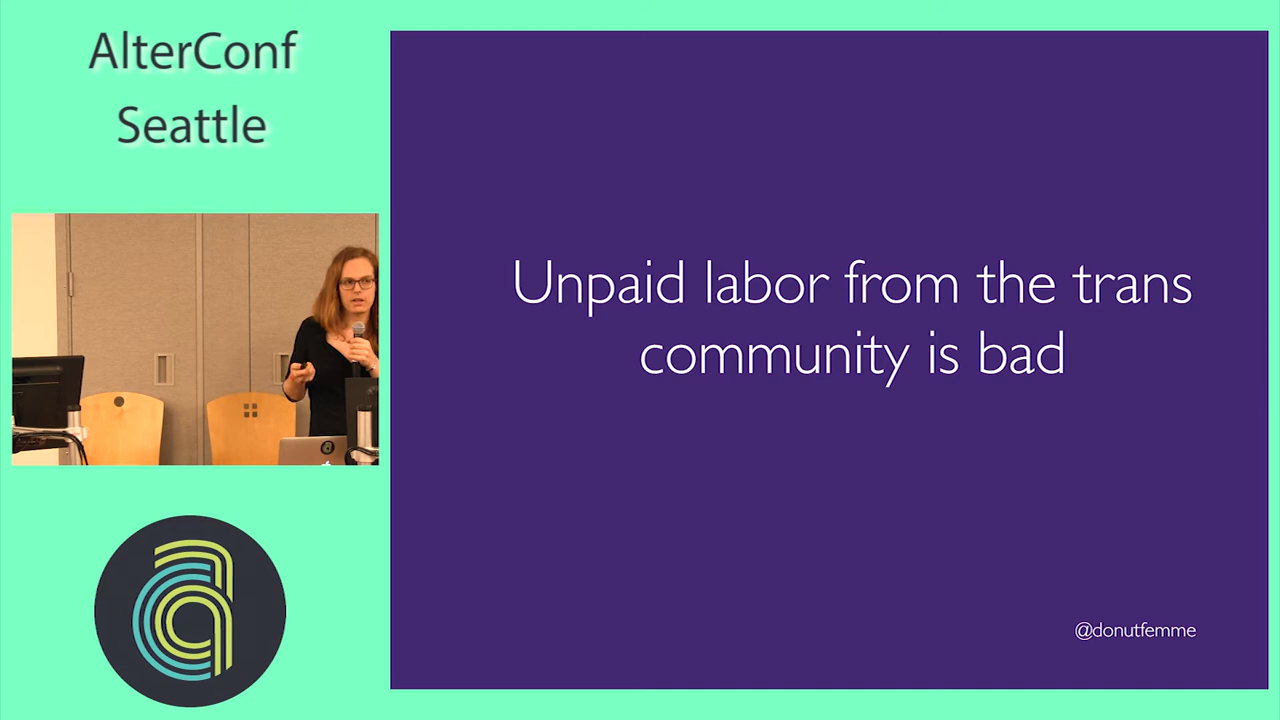 AlterConf
Seattle
Unpaid labor from the trans
community is bad
@donutfemme